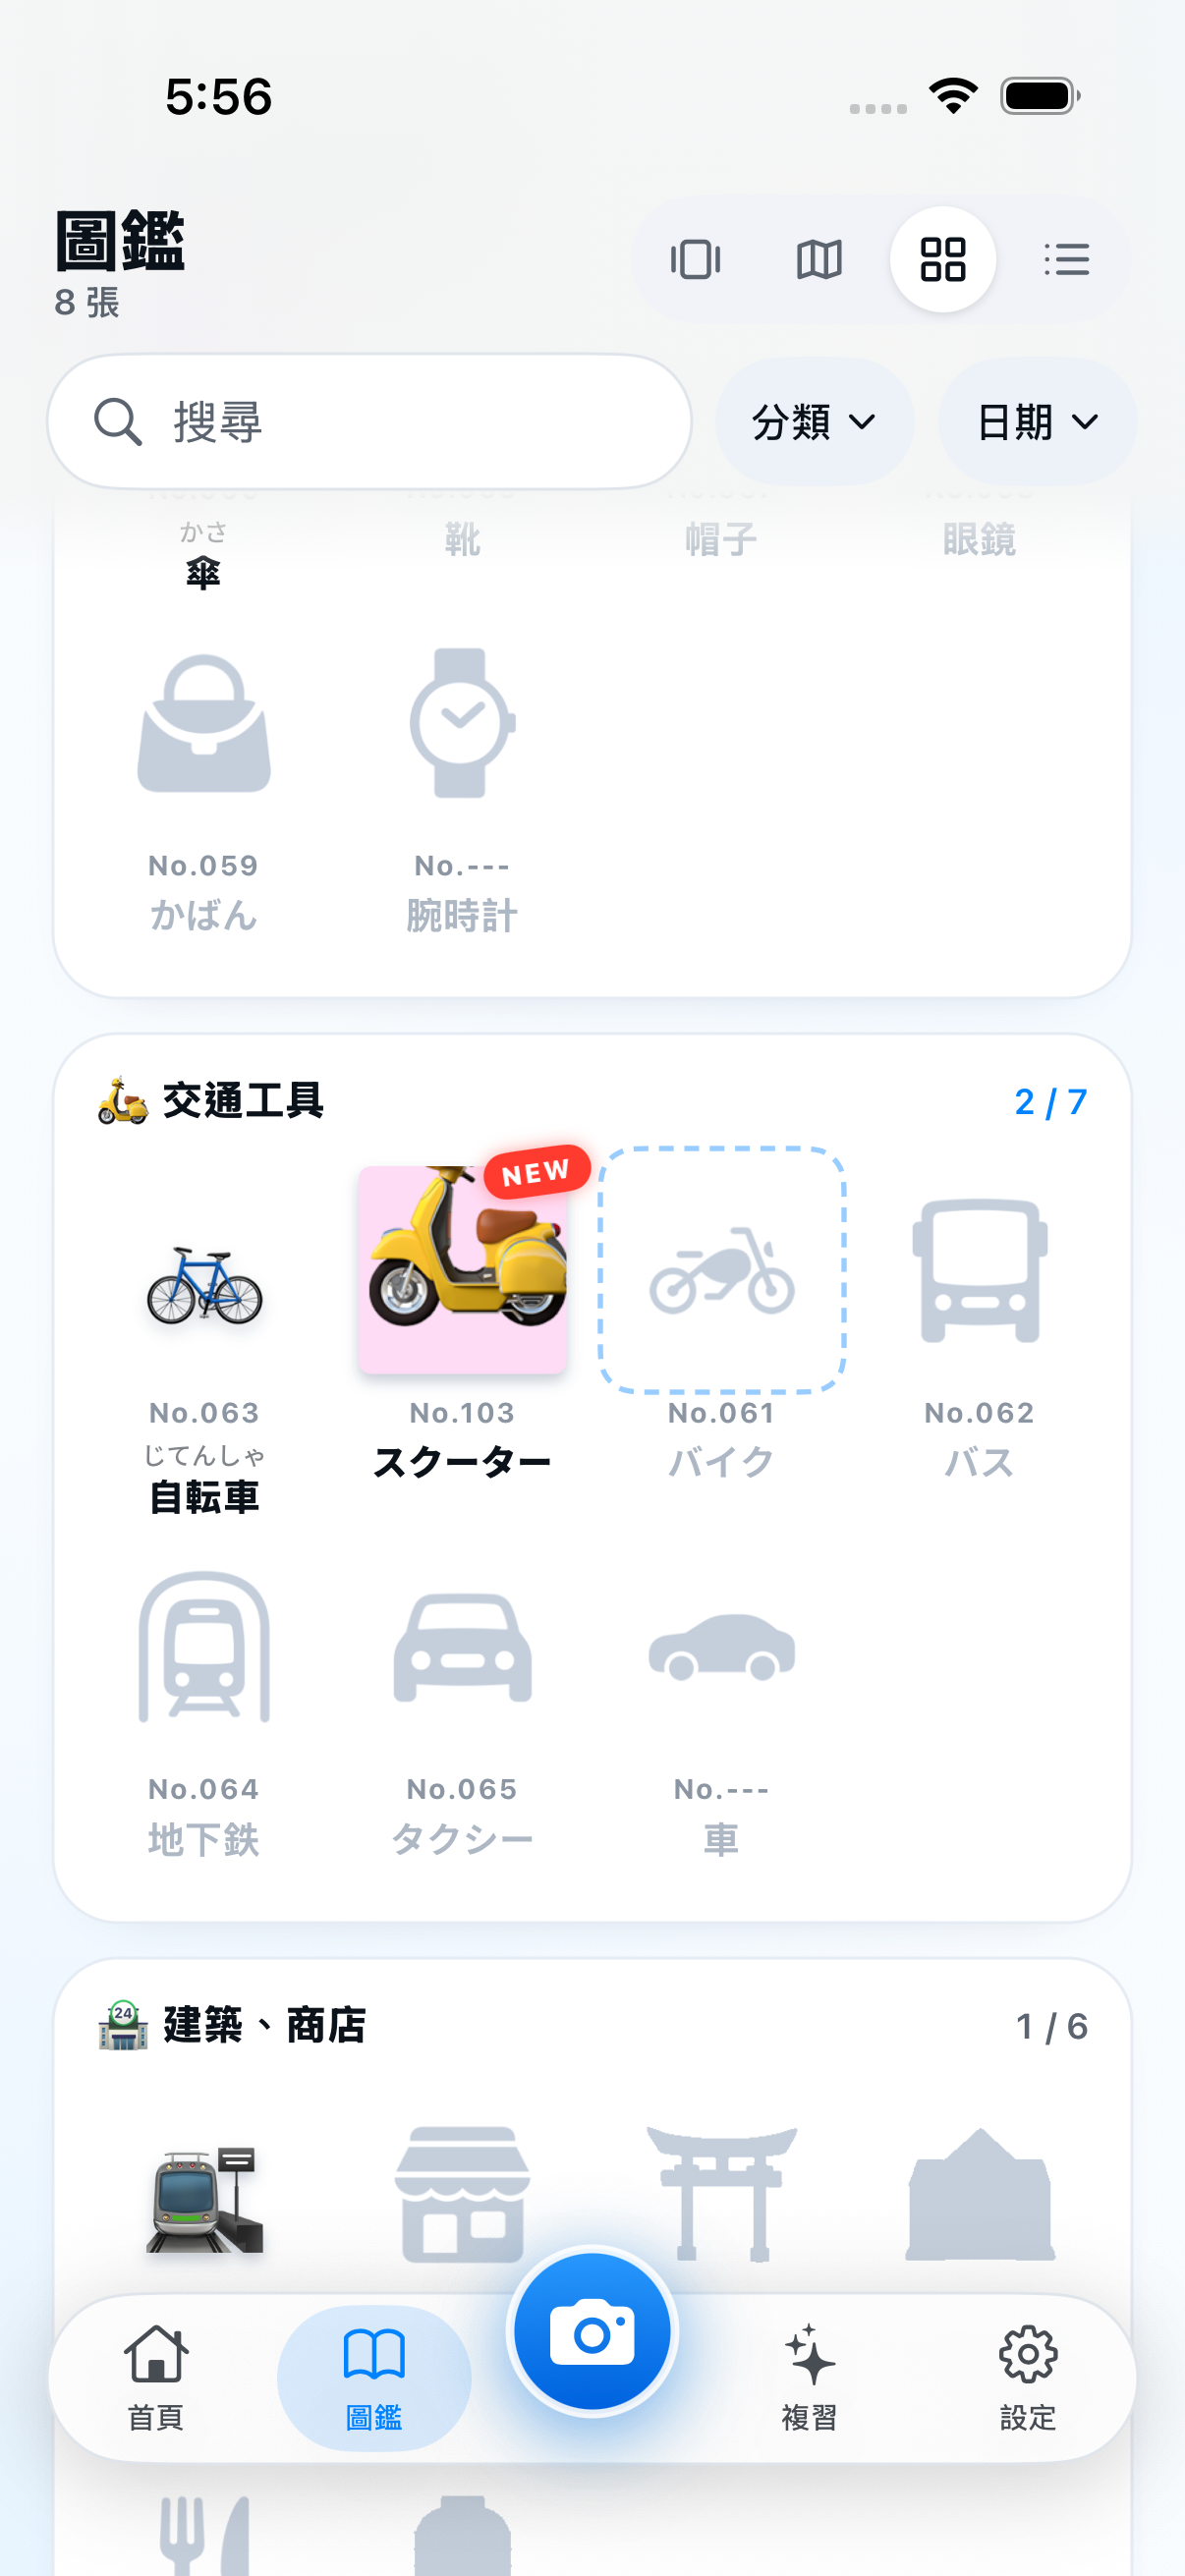 5:56
圖鑑
8 張
搜尋
分類
日期
かさ
傘
靴
帽子
眼鏡
No.059
かばん
No.---
腕時計
交通工具
2 / 7
NEW
No.063
じてんしゃ
自転車
No.103
スクーター
No.061
バイク
No.062
バス
No.064
地下鉄
No.065
タクシー
No.---
車
24
建築、商店
1 / 6
首頁
圖鑑
複習
設定